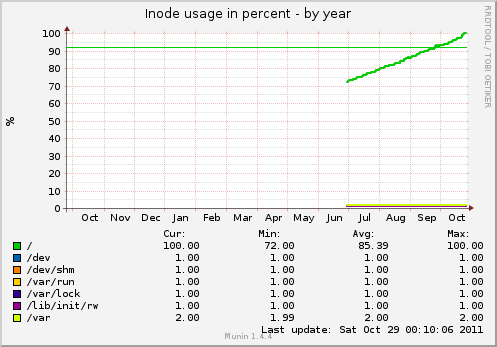 Inode usage in percent - by year
RRDTOOL / TOBI OETIKER
%
100
90
80
70
60
50
40
30
20
10
0
Oct Nov Dec Jan Feb Mar Apr May Jun Jul Aug Sep Oct
Cur: Min: Avg: Max:
/ 100.00 72.00 85.39 100.00
/dev 1.00 1.00 1.00 1.00
/dev/shm 1.00 1.00 1.00 1.00
/var/run 1.00 1.00 1.00 1.00
/var/lock 1.00 1.00 1.00 1.00
/lib/init/rw 1.00 1.00 1.00 1.00
/var 2.00 1.99 2.00 2.00
Last update: Sat Oct 29 00:10:06 2011
Munin 1.4.4